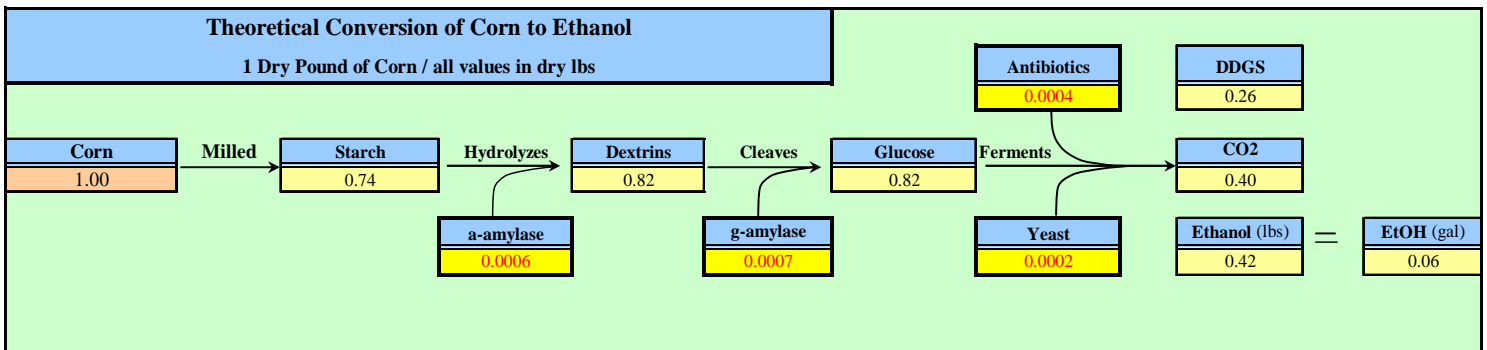 Theoretical Conversion of Corn to Ethanol
1 Dry Pound of Corn / all values in dry lbs
Antibiotics
0.0004
DDGS
0.26
Corn
1.00
Milled
Starch
0.74
Hydrolyzes
Dextrins
0.82
Cleaves
Glucose
0.82
Ferments
CO2
0.40
a-amylase
0.0006
g-amylase
0.0007
Yeast
0.0002
Ethanol (lbs)
0.42
=
EtOH (gal)
0.06